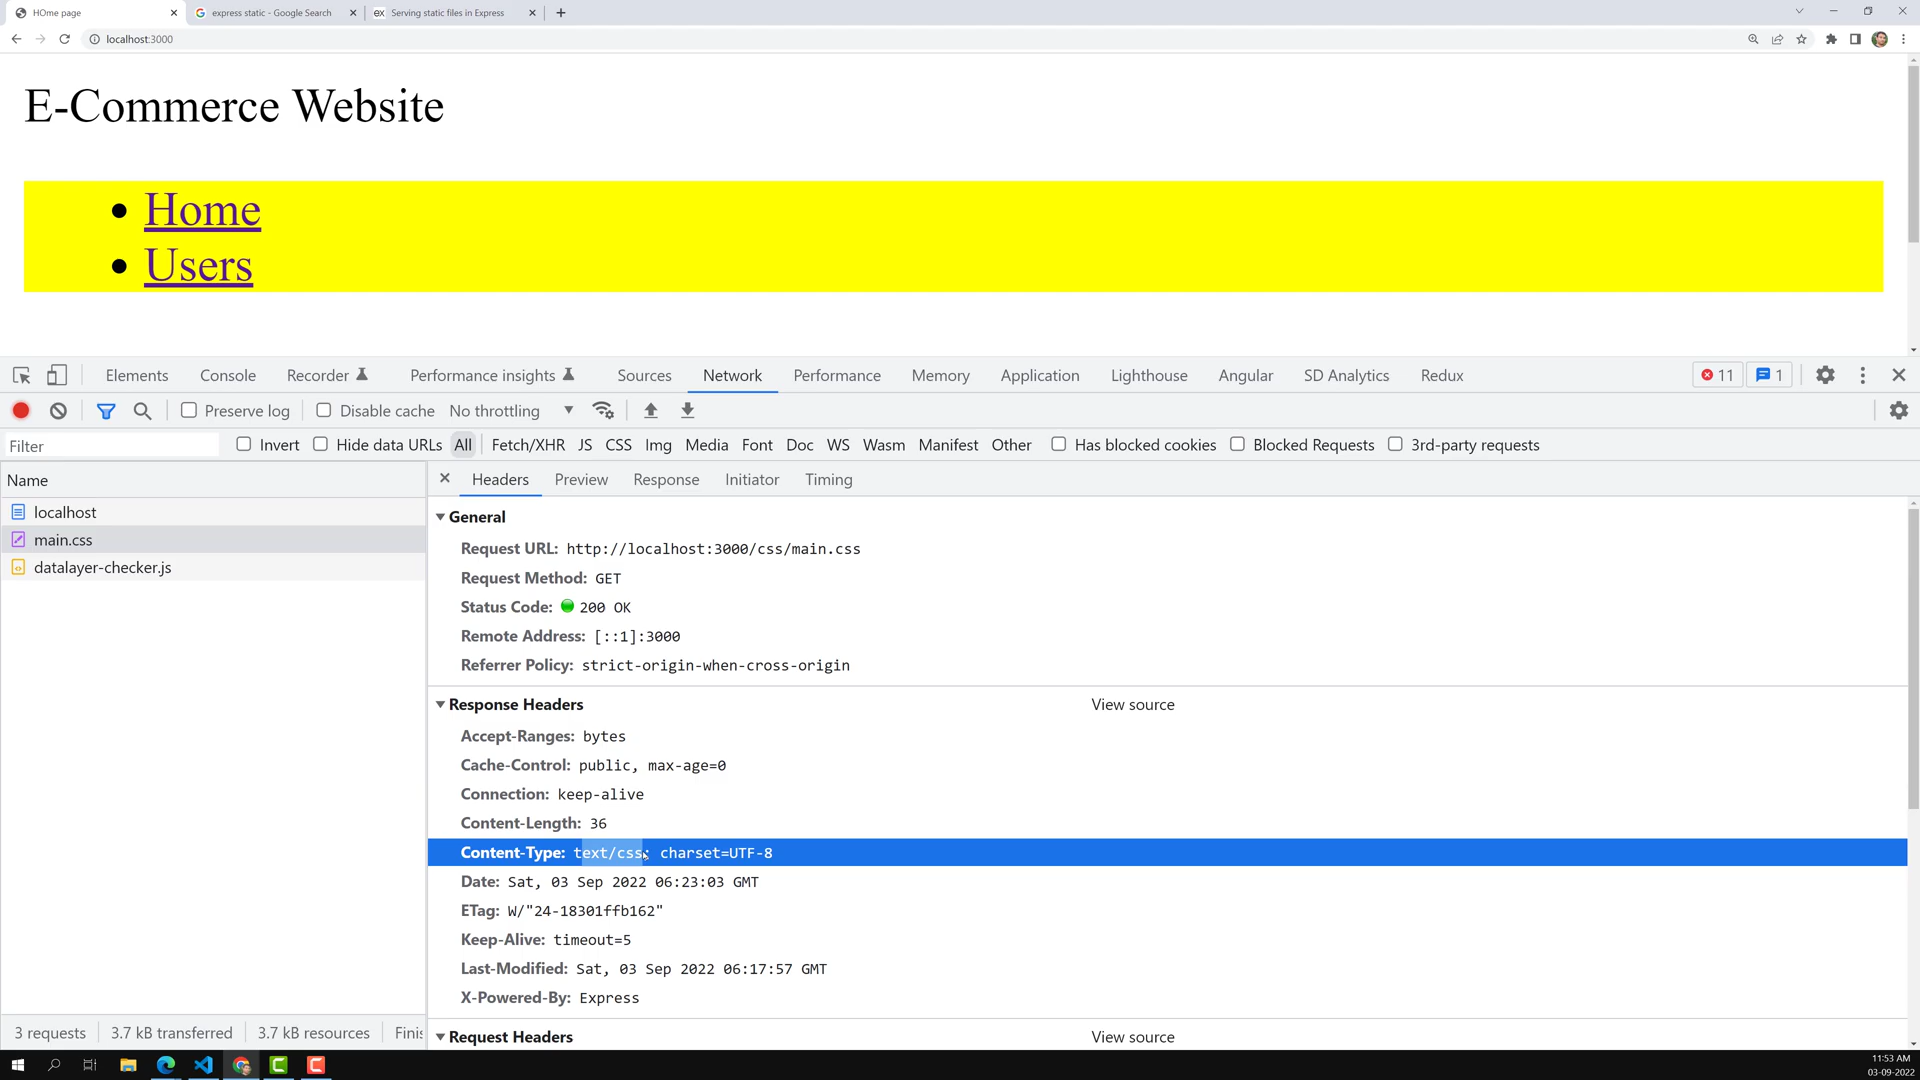 HOme page
express static - Google Search
ex Serving static files in Express
localhost:3000
E-Commerce Website
Home
Users
Elements Console Recorder Performance insights Sources Network Performance Memory Application Lighthouse Angular SD Analytics Redux 11 1
Preserve log Disable cache No throttling
Filter Invert Hide data URLs All Fetch/XHR JS CSS Img Media Font Doc WS Wasm Manifest Other Has blocked cookies Blocked Requests 3rd-party requests
Name
localhost
main.css
datalayer-checker.js
Headers Preview Response Initiator Timing
General
Request URL: http://localhost:3000/css/main.css
Request Method: GET
Status Code: 200 OK
Remote Address: [::1]:3000
Referrer Policy: strict-origin-when-cross-origin
Response Headers View source
Accept-Ranges: bytes
Cache-Control: public, max-age=0
Connection: keep-alive
Content-Length: 36
Content-Type: text/css; charset=UTF-8
Date: Sat, 03 Sep 2022 06:23:03 GMT
ETag: W/"24-18301ffb162"
Keep-Alive: timeout=5
Last-Modified: Sat, 03 Sep 2022 06:17:57 GMT
X-Powered-By: Express
Request Headers View source
3 requests 3.7 kB transferred 3.7 kB resources Finis
11:53 AM
03-09-2022